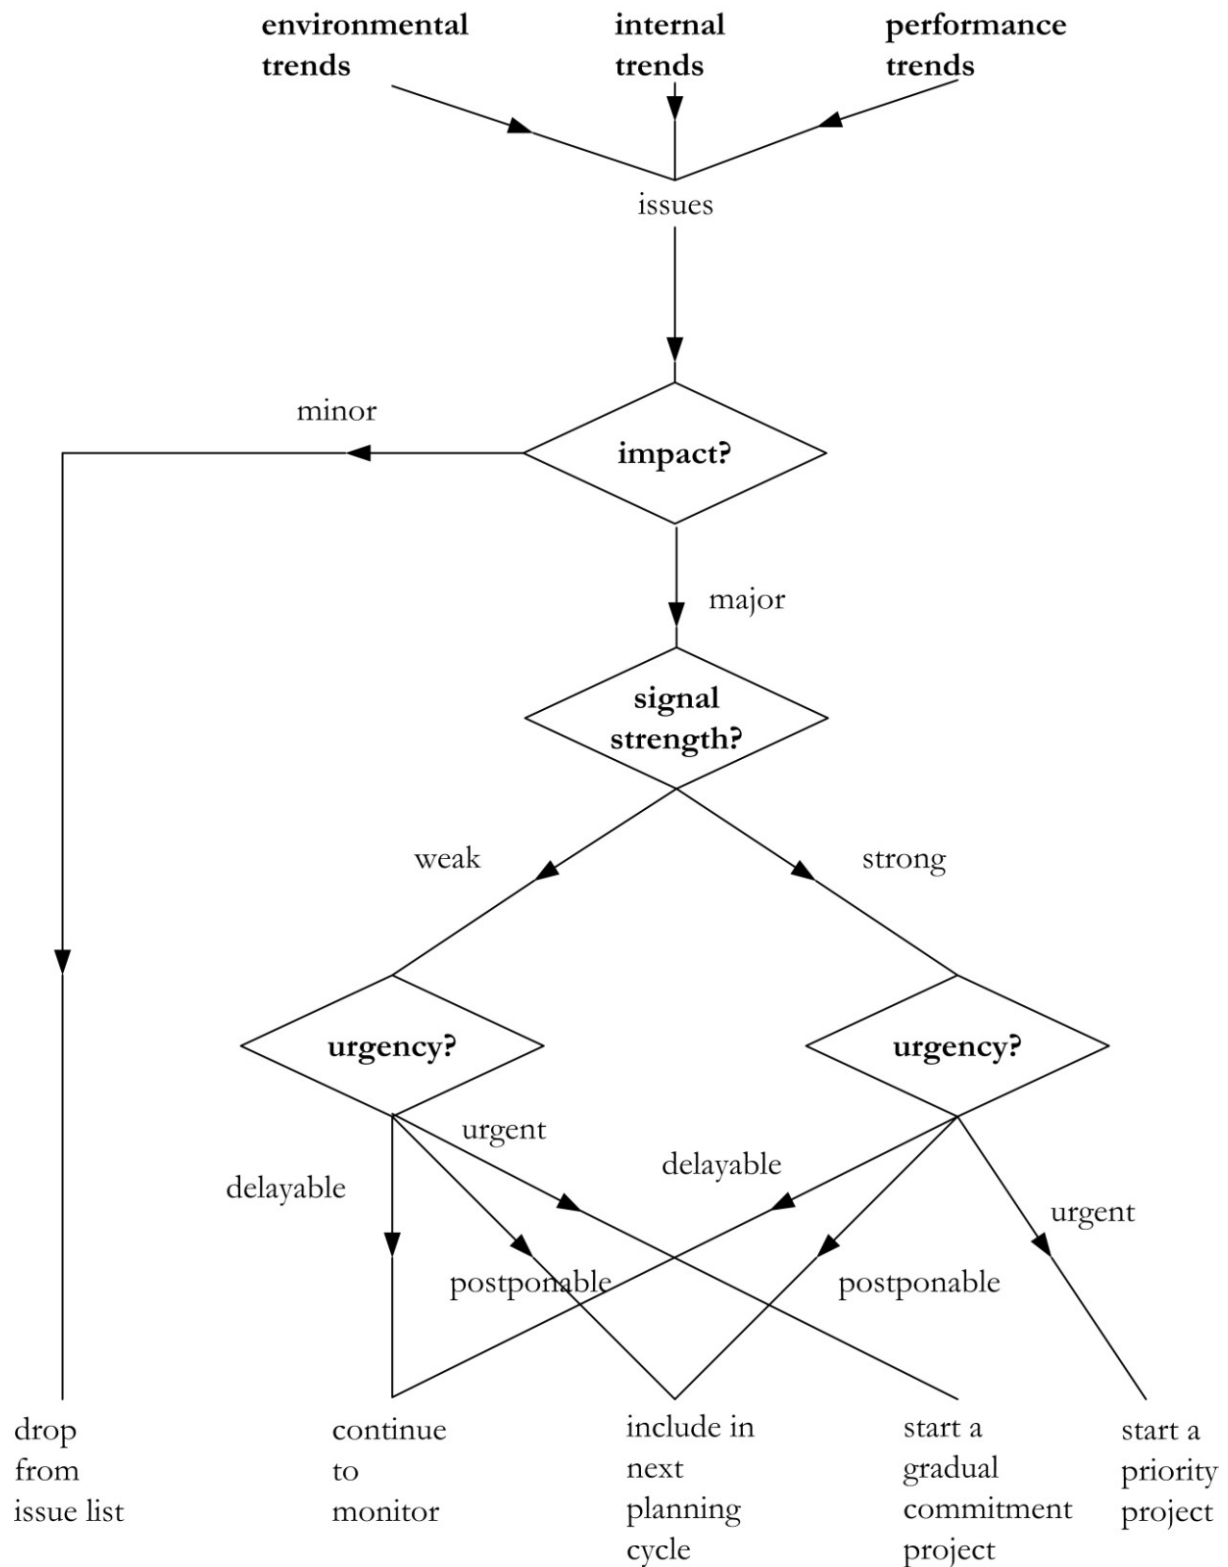 environmental
trends
internal
trends
performance
trends
issues
minor
impact?
major
signal
strength?
weak
strong
urgency?
urgency?
urgent
delayable
delayable
urgent
postponable
postponable
drop
from
issue list
continue
to
monitor
include in
next
planning
cycle
start a
gradual
commitment
project
start a
priority
project